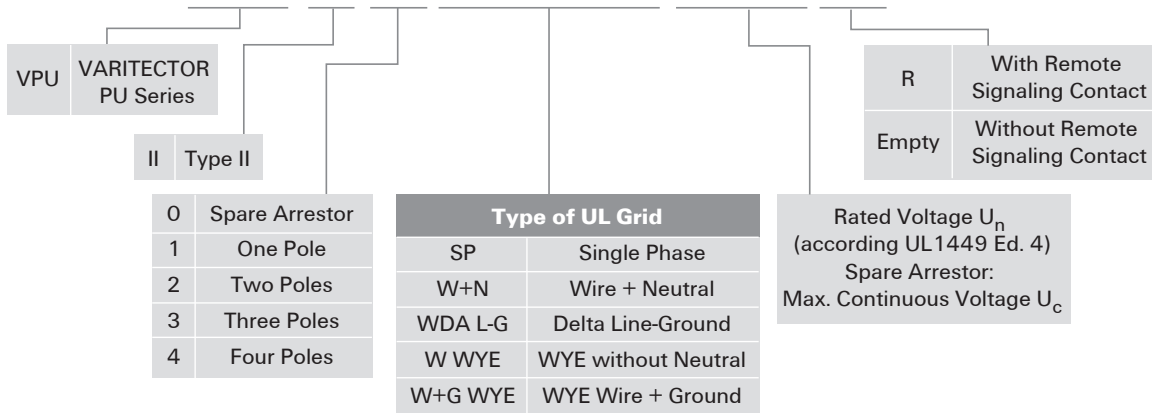 VPU VARITECTOR
PU Series
II Type II
0 Spare Arrestor
1 One Pole
2 Two Poles
3 Three Poles
4 Four Poles
Type of UL Grid
SP Single Phase
W+N Wire + Neutral
WDA L-G Delta Line-Ground
W WYE WYE without Neutral
W+G WYE WYE Wire + Ground
Rated Voltage Un
(according UL1449 Ed. 4)
Spare Arrestor:
Max. Continuous Voltage Uc
R With Remote
Signaling Contact
Empty Without Remote
Signaling Contact